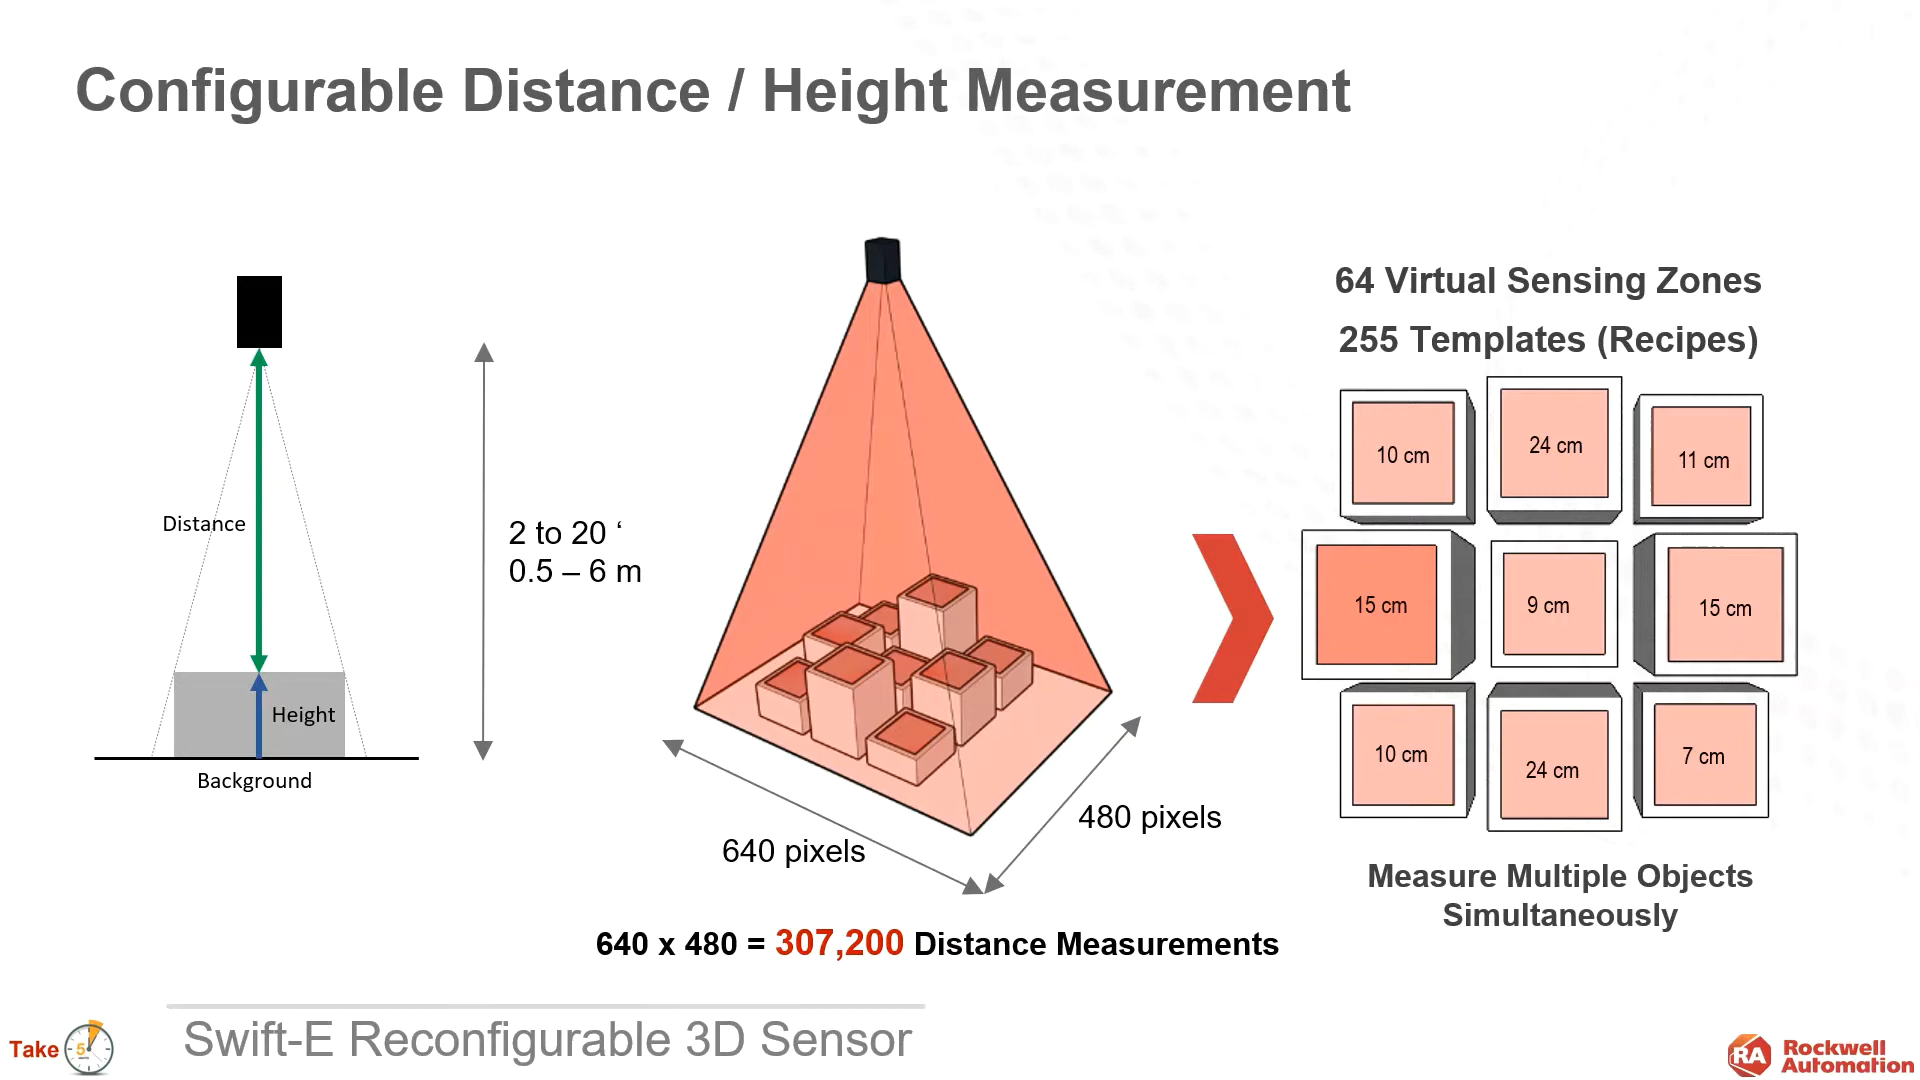 Configurable Distance / Height Measurement
Distance
Height
Background
2 to 20 ‘
0.5 – 6 m
640 pixels
480 pixels
640 x 480 = 307,200 Distance Measurements
64 Virtual Sensing Zones
255 Templates (Recipes)
10 cm
24 cm
11 cm
15 cm
9 cm
15 cm
10 cm
24 cm
7 cm
Measure Multiple Objects
Simultaneously
Take 5
Swift-E Reconfigurable 3D Sensor
RA Rockwell
Automation